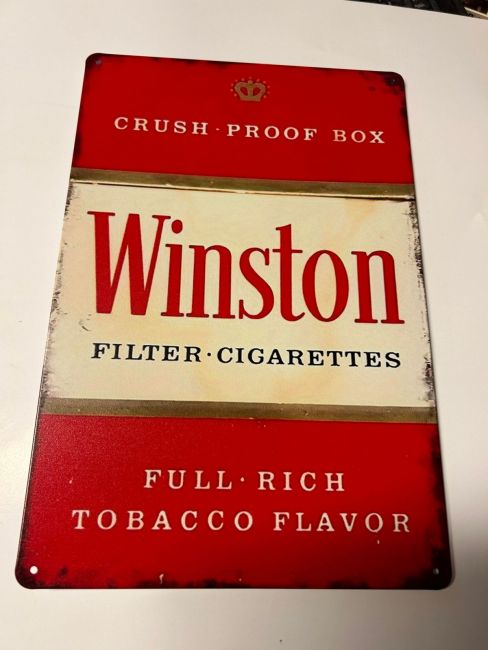 CRUSH·PROOF BOX
Winston
FILTER·CIGARETTES
FULL·RICH
TOBACCO FLAVOR